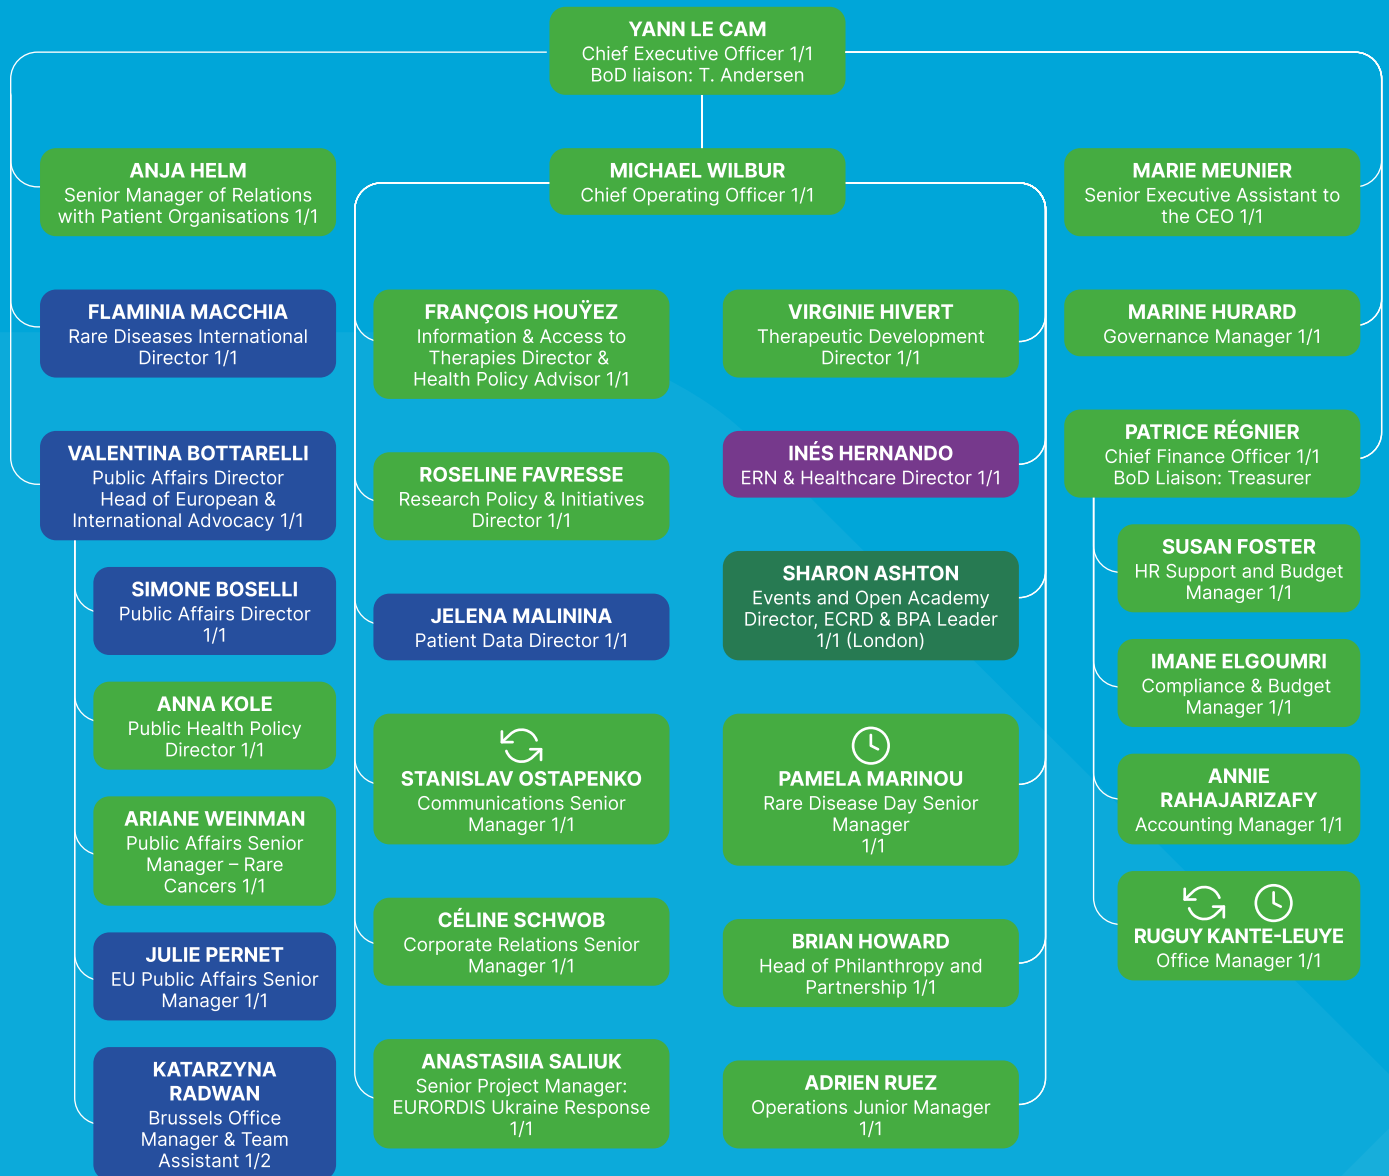 YANN LE CAM
Chief Executive Officer 1/1
BoD liaison: T. Andersen
ANJA HELM
Senior Manager of Relations
with Patient Organisations 1/1
MICHAEL WILBUR
Chief Operating Officer 1/1
MARIE MEUNIER
Senior Executive Assistant to
the CEO 1/1
FLAMINIA MACCHIA
Rare Diseases International
Director 1/1
VALENTINA BOTTARELLI
Public Affairs Director
Head of European &
International Advocacy 1/1
SIMONE BOSELLI
Public Affairs Director
1/1
ANNA KOLE
Public Health Policy
Director 1/1
ARIANE WEINMAN
Public Affairs Senior
Manager – Rare
Cancers 1/1
JULIE PERNET
EU Public Affairs Senior
Manager 1/1
KATARZYNA
RADWAN
Brussels Office
Manager & Team
Assistant 1/2
FRANÇOIS HOUŸEZ
Information & Access to
Therapies Director &
Health Policy Advisor 1/1
ROSELINE FAVRESSE
Research Policy & Initiatives
Director 1/1
JELENA MALININA
Patient Data Director 1/1
STANISLAV OSTAPENKO
Communications Senior
Manager 1/1
CÉLINE SCHWOB
Corporate Relations Senior
Manager 1/1
ANASTASIIA SALIUK
Senior Project Manager:
EURORDIS Ukraine Response
1/1
VIRGINIE HIVERT
Therapeutic Development
Director 1/1
INÉS HERNANDO
ERN & Healthcare Director 1/1
SHARON ASHTON
Events and Open Academy
Director, ECRD & BPA Leader
1/1 (London)
PAMELA MARINOU
Rare Disease Day Senior
Manager
1/1
BRIAN HOWARD
Head of Philanthropy and
Partnership 1/1
ADRIEN RUEZ
Operations Junior Manager
1/1
MARINE HURARD
Governance Manager 1/1
PATRICE RÉGNIER
Chief Finance Officer 1/1
BoD Liaison: Treasurer
SUSAN FOSTER
HR Support and Budget
Manager 1/1
IMANE ELGOUMRI
Compliance & Budget
Manager 1/1
ANNIE
RAHAJARIZAFY
Accounting Manager 1/1
RUGUY KANTE-LEUYE
Office Manager 1/1